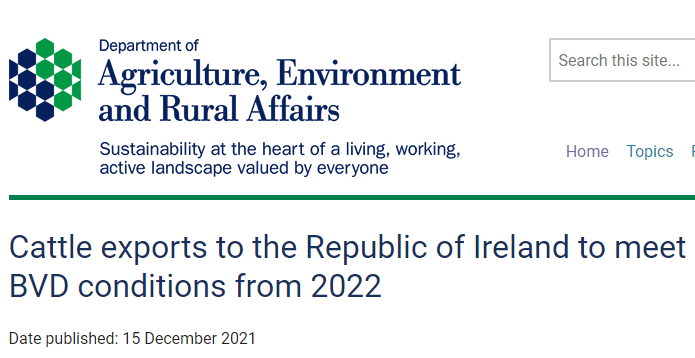 Department of
Agriculture, Environment
and Rural Affairs
Sustainability at the heart of a living, working,
active landscape valued by everyone
Search this site...
Home Topics
Cattle exports to the Republic of Ireland to meet
BVD conditions from 2022
Date published: 15 December 2021